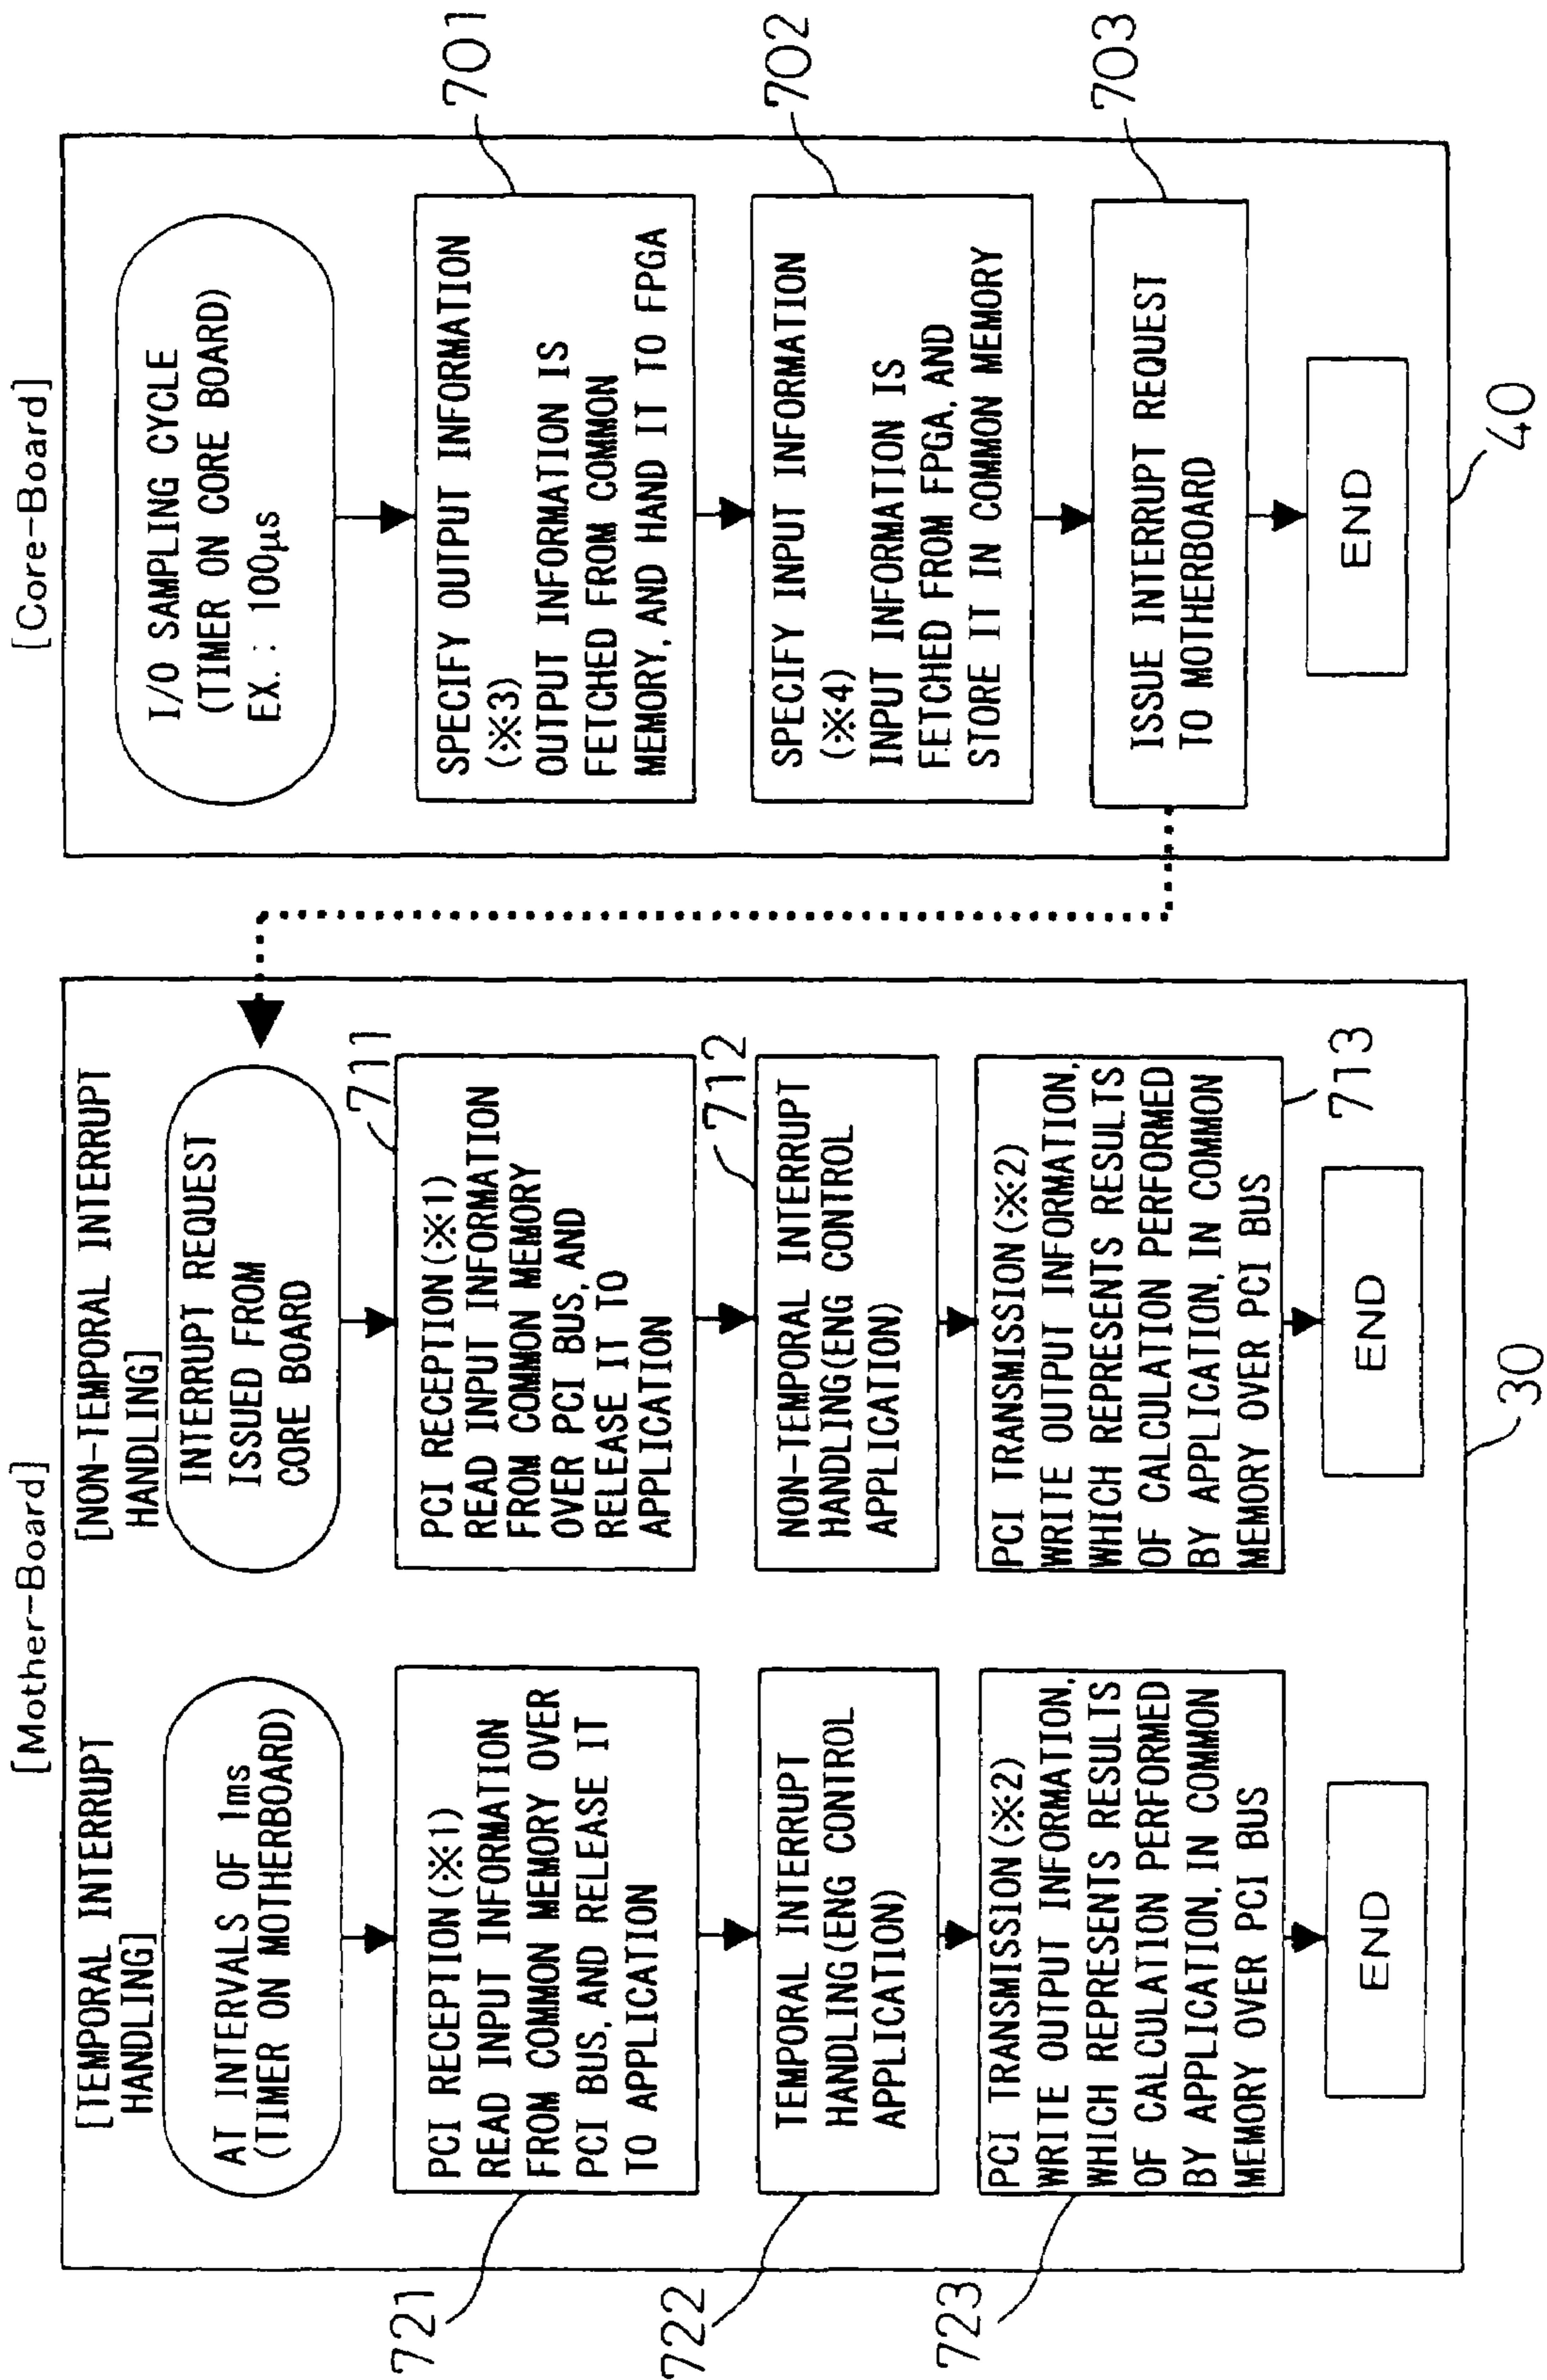 [Mother-Board]
[TEMPORAL INTERRUPT
HANDLING]
AT INTERVALS OF 1ms
(TIMER ON MOTHERBOARD)
721
PCI RECEPTION(※1)
READ INPUT INFORMATION
FROM COMMON MEMORY OVER
PCI BUS, AND RELEASE IT
TO APPLICATION
722
TEMPORAL INTERRUPT
HANDLING(ENG CONTROL
APPLICATION)
723
PCI TRANSMISSION(※2)
WRITE OUTPUT INFORMATION,
WHICH REPRESENTS RESULTS
OF CALCULATION PERFORMED
BY APPLICATION, IN COMMON
MEMORY OVER PCI BUS
END
[NON-TEMPORAL INTERRUPT
HANDLING]
INTERRUPT REQUEST
ISSUED FROM
CORE BOARD
711
PCI RECEPTION(※1)
READ INPUT INFORMATION
FROM COMMON MEMORY
OVER PCI BUS, AND
RELEASE IT TO
APPLICATION
712
NON-TEMPORAL INTERRUPT
HANDLING(ENG CONTROL
APPLICATION)
PCI TRANSMISSION(※2)
WRITE OUTPUT INFORMATION,
WHICH REPRESENTS RESULTS
OF CALCULATION PERFORMED
BY APPLICATION, IN COMMON
MEMORY OVER PCI BUS
713
END
30
[Core-Board]
I/O SAMPLING CYCLE
(TIMER ON CORE BOARD)
EX.: 100μs
701
SPECIFY OUTPUT INFORMATION
(※3)
OUTPUT INFORMATION IS
FETCHED FROM COMMON
MEMORY, AND HAND IT TO FPGA
702
SPECIFY INPUT INFORMATION
(※4)
INPUT INFORMATION IS
FETCHED FROM FPGA, AND
STORE IT IN COMMON MEMORY
703
ISSUE INTERRUPT REQUEST
TO MOTHERBOARD
END
40